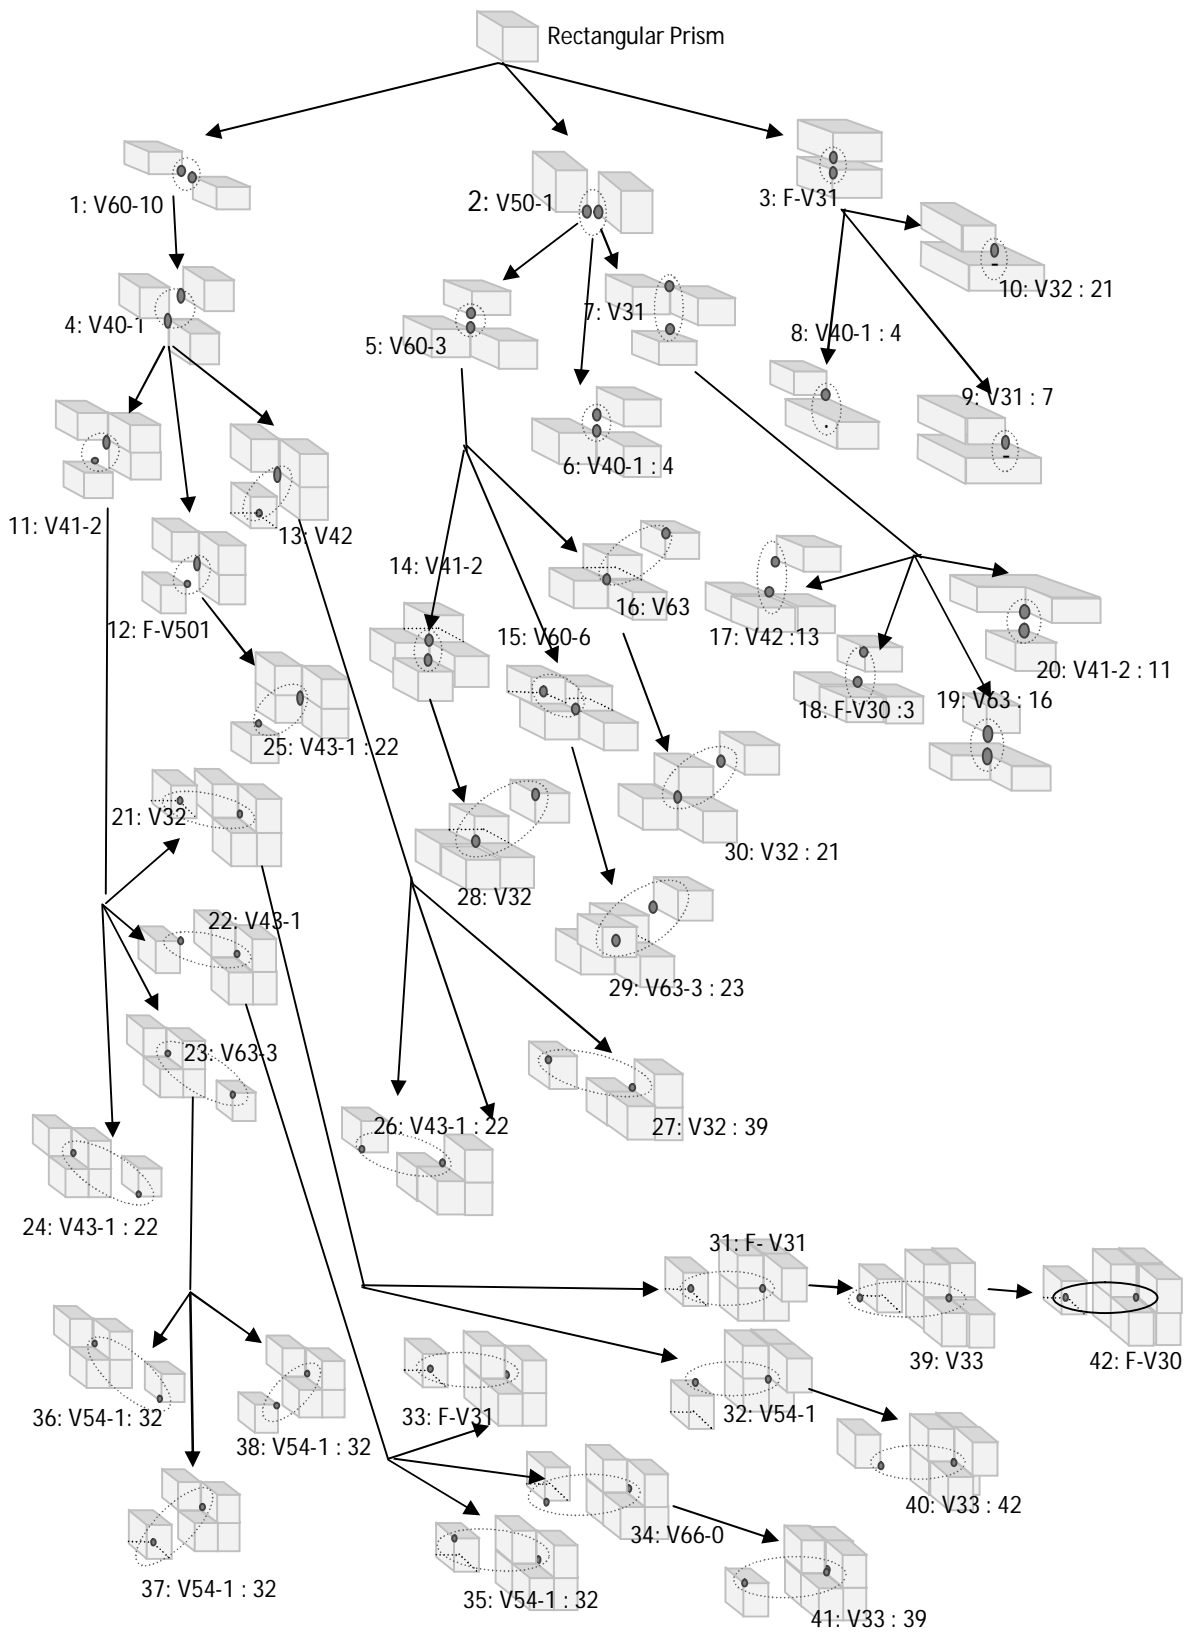 Rectangular Prism
1: V60-10
2: V50-1
3: F-V31
4: V40-1
5: V60-3
7: V31
10: V32 : 21
8: V40-1 : 4
9: V31 : 7
6: V40-1 : 4
11: V41-2
13: V42
12: F-V501
14: V41-2
15: V60-6
16: V63
17: V42 :13
18: F-V30 :3
19: V63 : 16
20: V41-2 : 11
25: V43-1 : 22
21: V32
30: V32 : 21
28: V32
22: V43-1
29: V63-3 : 23
23: V63-3
26: V43-1 : 22
27: V32 : 39
24: V43-1 : 22
31: F- V31
39: V33
42: F-V30
36: V54-1: 32
38: V54-1 : 32
33: F-V31
32: V54-1
40: V33 : 42
34: V66-0
37: V54-1 : 32
35: V54-1 : 32
41: V33 : 39